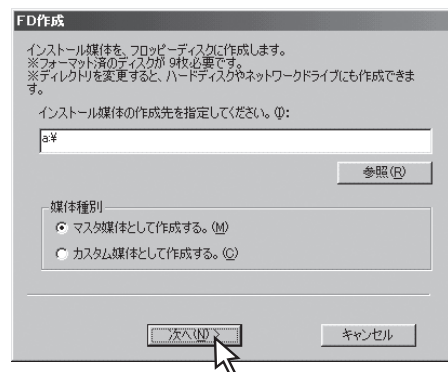 FD作成
インストール媒体を、フロッピーディスクに作成します。
※フォーマット済のディスクが 9枚必要です。
※ディレクトリを変更すると、ハードディスクやネットワークドライブにも作成できま
す。
インストール媒体の作成先を指定してください。(I):
a:¥
参照(R)
媒体種別
マスタ媒体として作成する。(M)
カスタム媒体として作成する。(C)
次へ(N) >
キャンセル